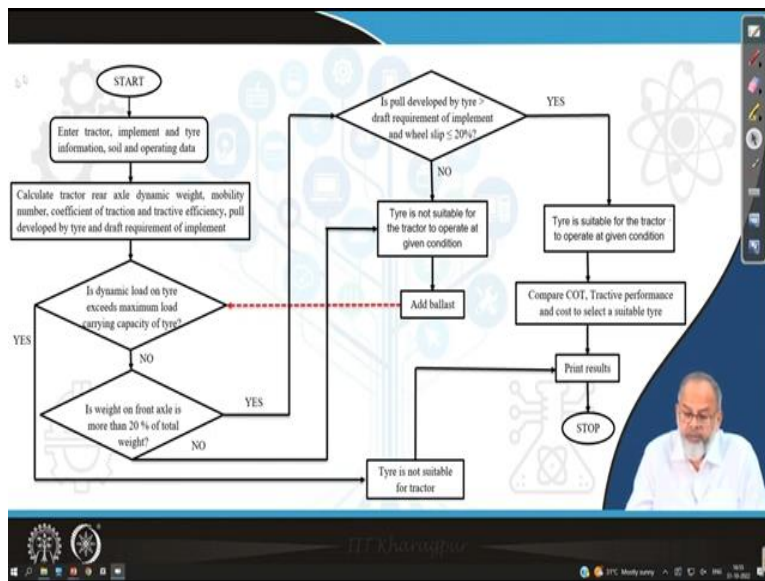 START
Enter tractor, implement and tyre
information, soil and operating data
Calculate tractor rear axle dynamic weight, mobility
number, coefficient of traction and tractive efficiency, pull
developed by tyre and draft requirement of implement
Is dynamic load on tyre
exceeds maximum load
carrying capacity of tyre?
YES
NO
Is weight on front axle is
more than 20 % of total
weight?
YES
NO
Is pull developed by tyre >
draft requirement of implement
and wheel slip ≤ 20%?
YES
NO
Tyre is not suitable for
the tractor to operate at
given condition
Add ballast
Tyre is suitable for the tractor
to operate at given condition
Compare COT, Tractive performance
and cost to select a suitable tyre
Print results
STOP
Tyre is not suitable
for tractor
IIT Kharagpur
31°C Mostly sunny
ENG